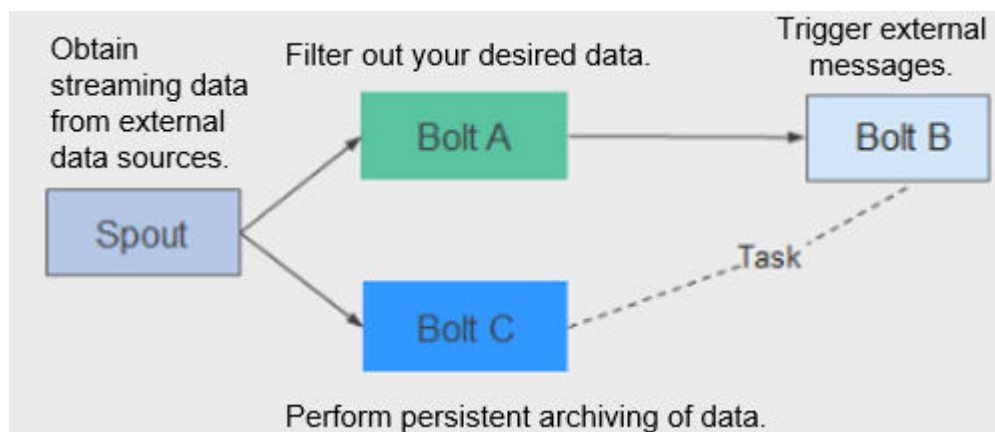 Obtain
streaming data
from external
data sources.
Spout
Filter out your desired data.
Bolt A
Trigger external
messages.
Bolt B
Task
Bolt C
Perform persistent archiving of data.